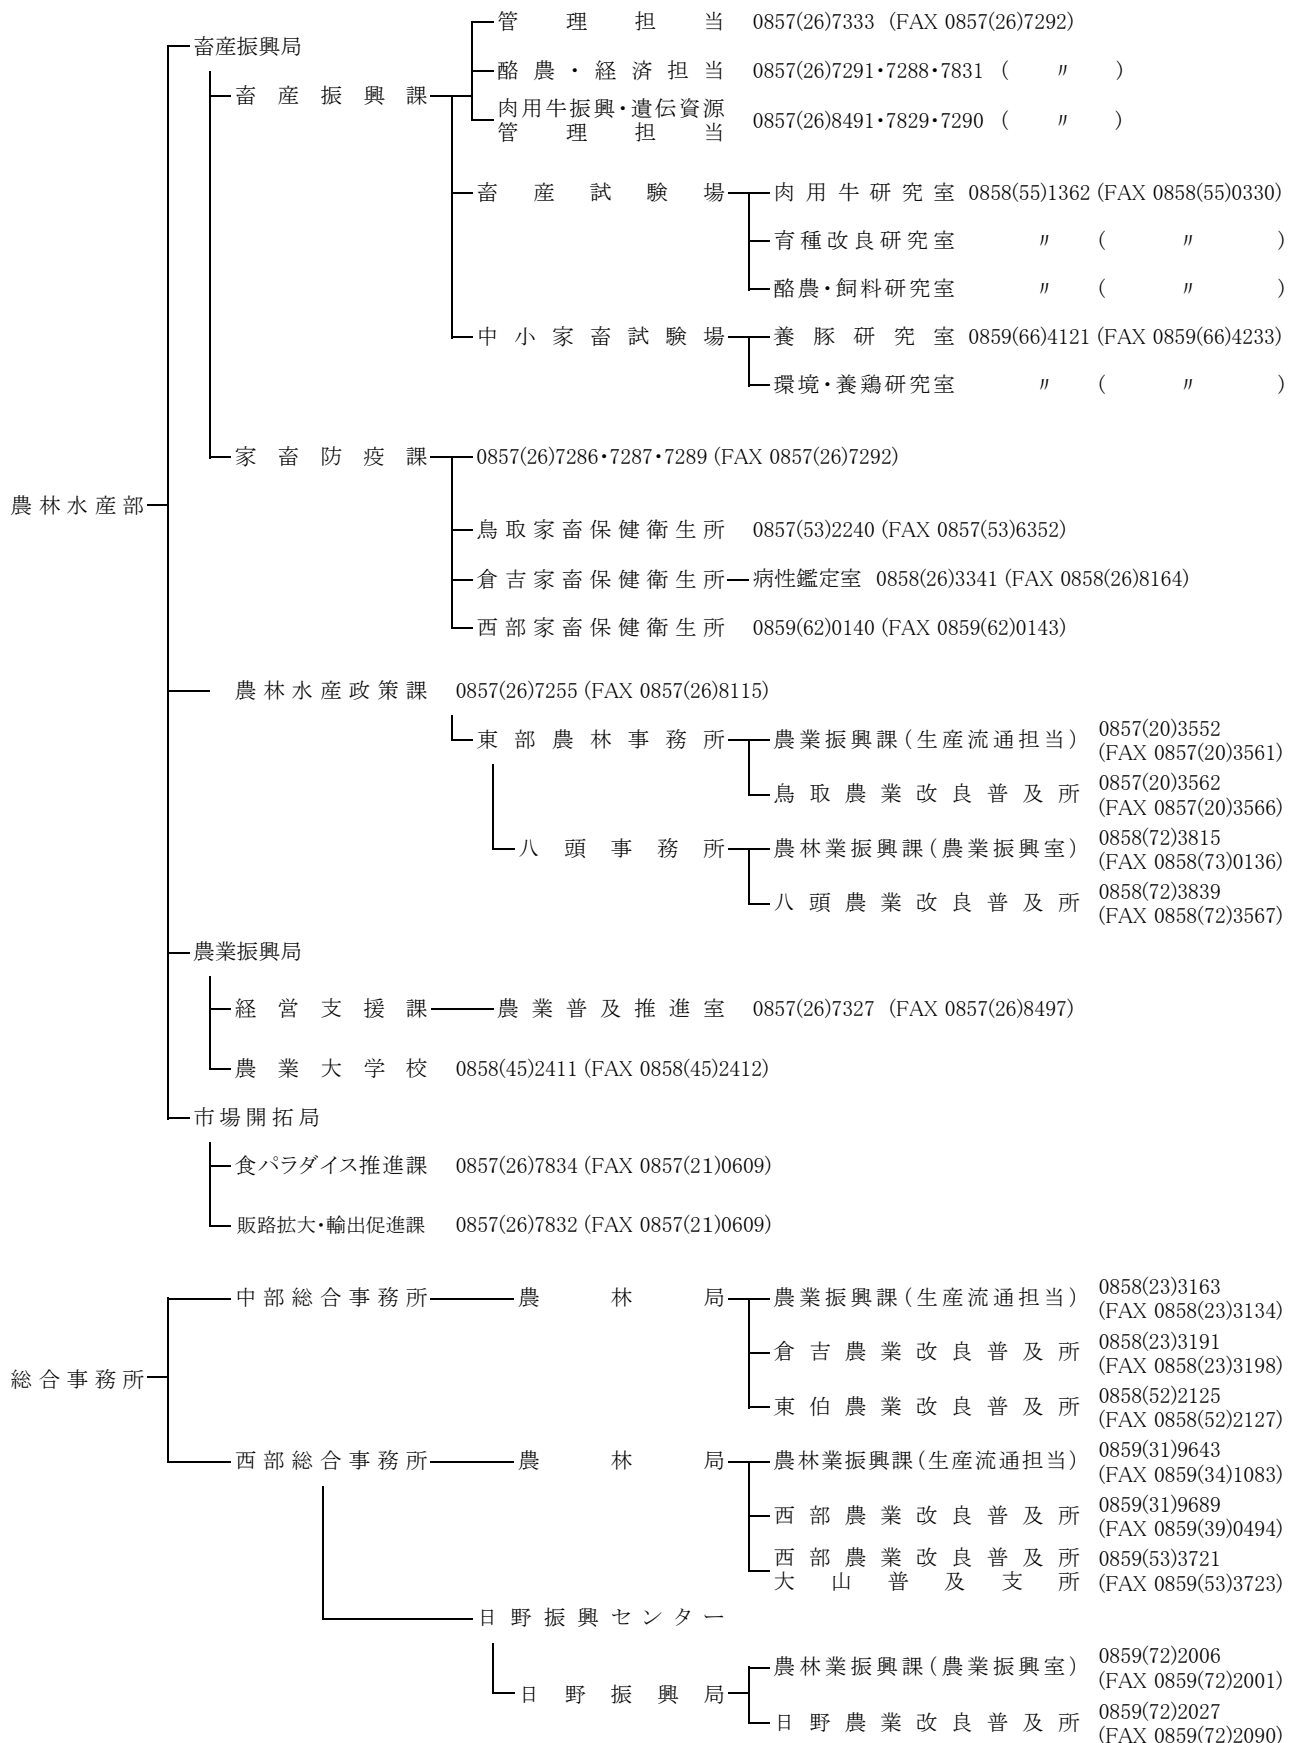 管理担当 0857(26)7333 (FAX 0857(26)7292)
畜産振興局
酪農・経済担当 0857(26)7291・7288・7831 ( 〃 )
畜産振興課
肉用牛振興・遺伝資源
管理担当 0857(26)8491・7829・7290 ( 〃 )
畜産試験場 肉用牛研究室 0858(55)1362 (FAX 0858(55)0330)
育種改良研究室 〃 ( 〃 )
酪農・飼料研究室 〃 ( 〃 )
中小家畜試験場 養豚研究室 0859(66)4121 (FAX 0859(66)4233)
環境・養鶏研究室 〃 ( 〃 )
家畜防疫課 0857(26)7286・7287・7289 (FAX 0857(26)7292)
農林水産部
鳥取家畜保健衛生所 0857(53)2240 (FAX 0857(53)6352)
倉吉家畜保健衛生所 病性鑑定室 0858(26)3341 (FAX 0858(26)8164)
西部家畜保健衛生所 0859(62)0140 (FAX 0859(62)0143)
農林水産政策課 0857(26)7255 (FAX 0857(26)8115)
東部農林事務所 農業振興課(生産流通担当) 0857(20)3552
(FAX 0857(20)3561)
鳥取農業改良普及所 0857(20)3562
(FAX 0857(20)3566)
八頭事務所 農林業振興課(農業振興室) 0858(72)3815
(FAX 0858(73)0136)
八頭農業改良普及所 0858(72)3839
(FAX 0858(72)3567)
農業振興局
経営支援課 農業普及推進室 0857(26)7327 (FAX 0857(26)8497)
農業大学校 0858(45)2411 (FAX 0858(45)2412)
市場開拓局
食パラダイス推進課 0857(26)7834 (FAX 0857(21)0609)
販路拡大・輸出促進課 0857(26)7832 (FAX 0857(21)0609)
中部総合事務所 農林局 農業振興課(生産流通担当) 0858(23)3163
(FAX 0858(23)3134)
倉吉農業改良普及所 0858(23)3191
(FAX 0858(23)3198)
総合事務所
東伯農業改良普及所 0858(52)2125
(FAX 0858(52)2127)
西部総合事務所 農林局 農林業振興課(生産流通担当) 0859(31)9643
(FAX 0859(34)1083)
西部農業改良普及所 0859(31)9689
(FAX 0859(39)0494)
西部農業改良普及所 0859(53)3721
大山普及支所 (FAX 0859(53)3723)
日野振興センター
日野振興局 農林業振興課(農業振興室) 0859(72)2006
(FAX 0859(72)2001)
日野農業改良普及所 0859(72)2027
(FAX 0859(72)2090)